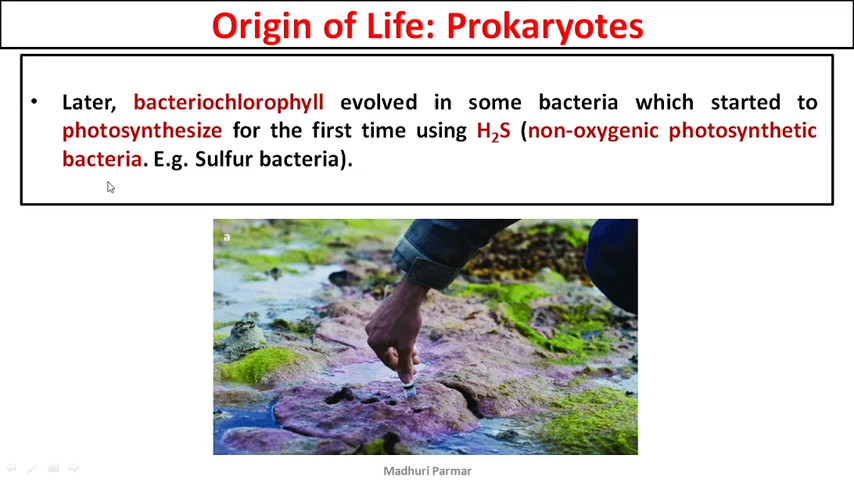 Origin of Life: Prokaryotes
• Later, bacteriochlorophyll evolved in some bacteria which started to
photosynthesize for the first time using H₂S (non-oxygenic photosynthetic
bacteria. E.g. Sulfur bacteria).
a
Madhuri Parmar